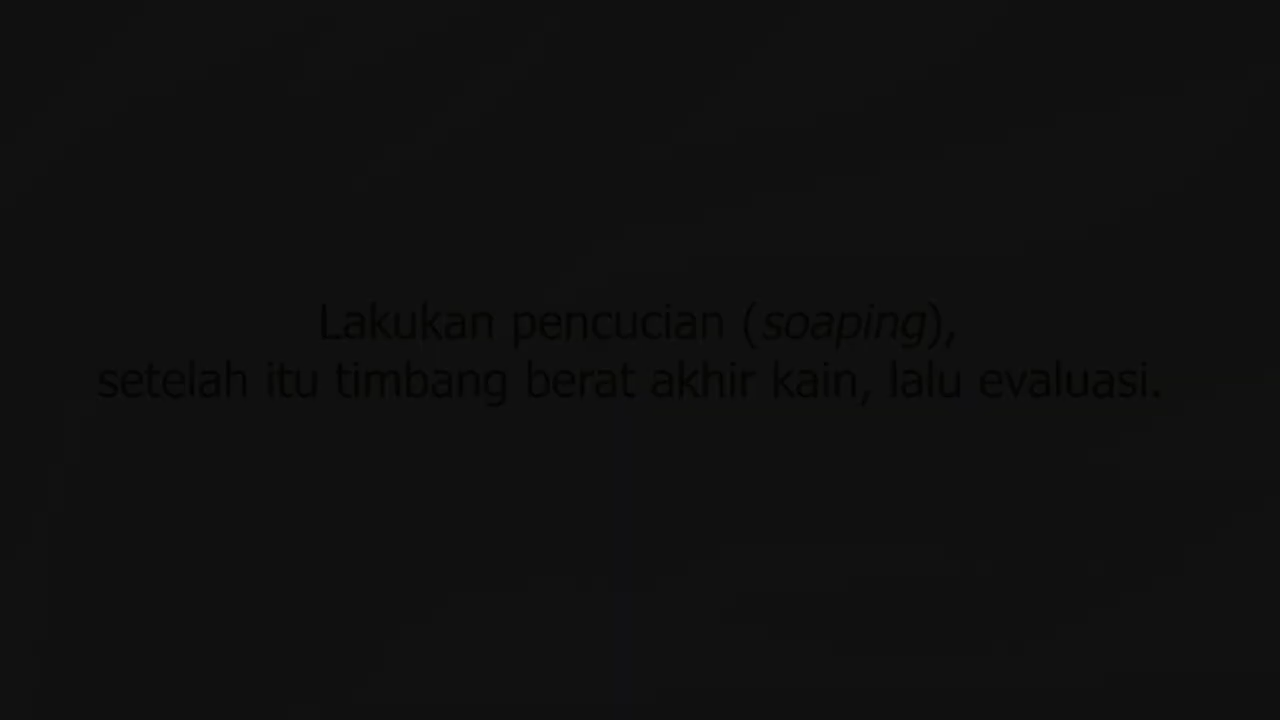 Lakukan pencucian (soaping),
setelah itu timbang berat akhir kain, lalu evaluasi.